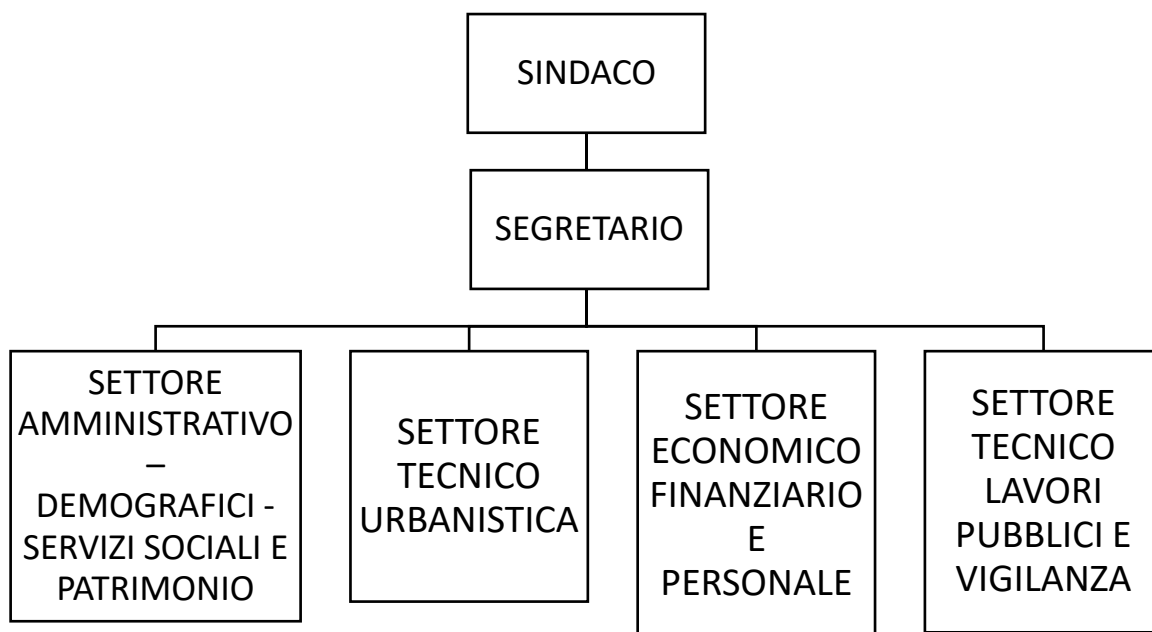 SINDACO
SEGRETARIO
SETTORE
AMMINISTRATIVO
–
DEMOGRAFICI -
SERVIZI SOCIALI E
PATRIMONIO
SETTORE
TECNICO
URBANISTICA
SETTORE
ECONOMICO
FINANZIARIO
E
PERSONALE
SETTORE
TECNICO
LAVORI
PUBBLICI E
VIGILANZA